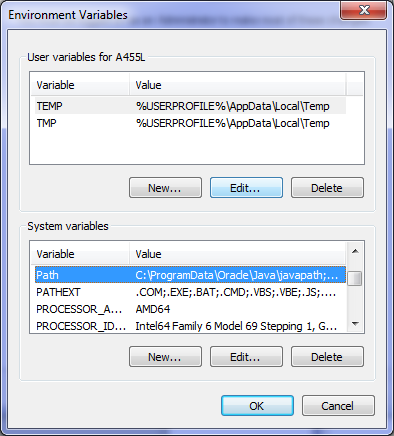 Environment Variables
User variables for A455L
Variable Value
TEMP %USERPROFILE%\AppData\Local\Temp
TMP %USERPROFILE%\AppData\Local\Temp
New... Edit... Delete
System variables
Variable Value
Path C:\ProgramData\Oracle\Java\javapath;...
PATHEXT .COM;.EXE;.BAT;.CMD;.VBS;.VBE;.JS;....
PROCESSOR_A... AMD64
PROCESSOR_ID... Intel64 Family 6 Model 69 Stepping 1, G...
New... Edit... Delete
OK Cancel